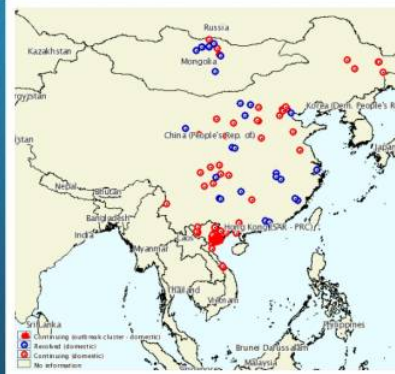 Russia
Kazakhstan
Mongolia
Korea (Dem. People's R
China (People's Rep. of)
Japa
Nepal
Bhutan
Bangladesh
India
Myanmar
Laos
Hong Kong (SAR - PRC)
Thailand
Vietnam
Philippines
Sri Lanka
Brunei Darussalam
Malaysia
Continuing (outbreak cluster - domestic)
Resolved (domestic)
Continuing (domestic)
No information